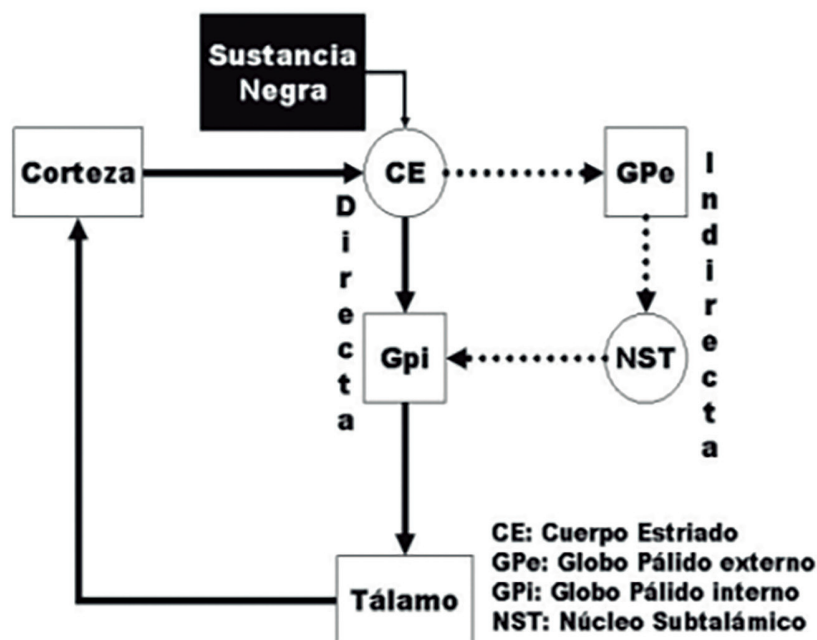 Sustancia
Negra
Corteza
CE
GPe
Directa
Indirecta
Gpi
NST
Tálamo
CE: Cuerpo Estriado
GPe: Globo Pálido externo
GPi: Globo Pálido interno
NST: Núcleo Subtalámico